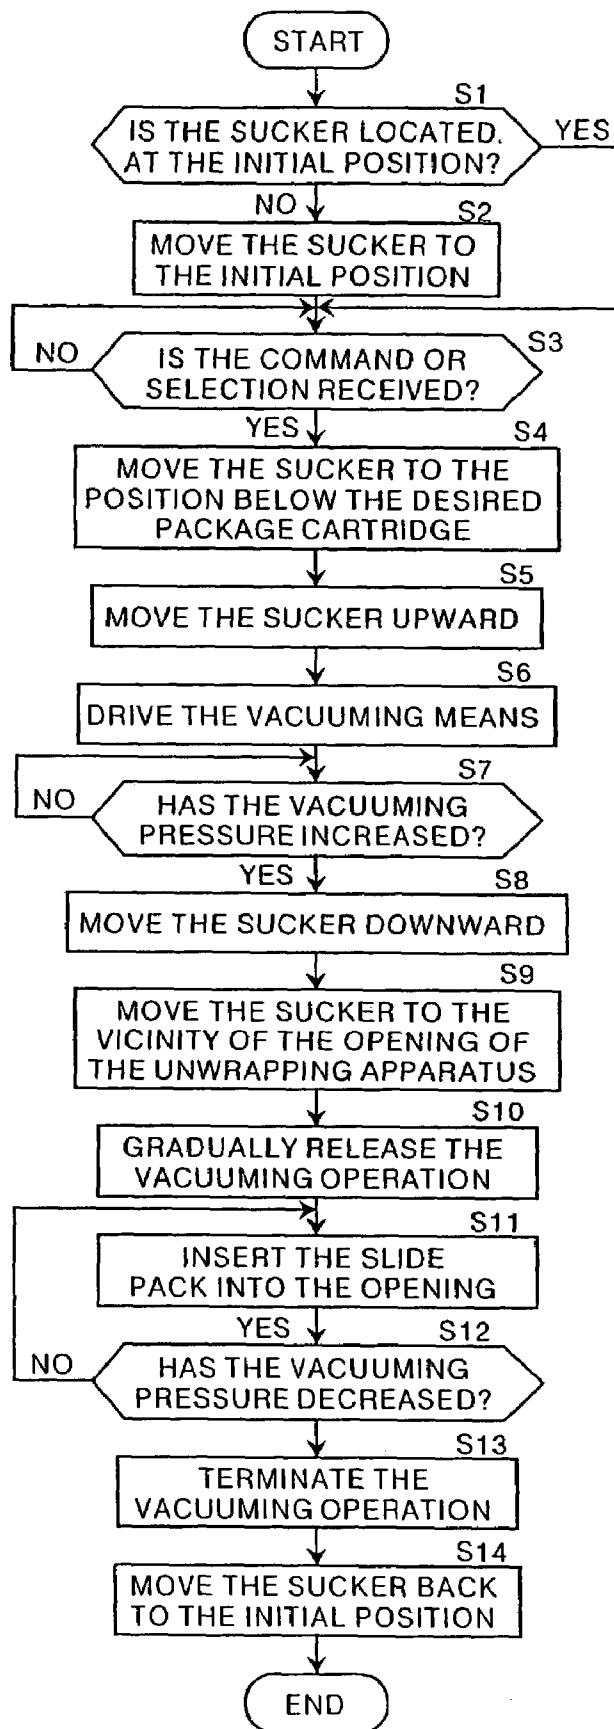 START
S1
IS THE SUCKER LOCATED.
AT THE INITIAL POSITION?
YES
NO
S2
MOVE THE SUCKER TO
THE INITIAL POSITION
S3
NO
IS THE COMMAND OR
SELECTION RECEIVED?
YES
S4
MOVE THE SUCKER TO THE
POSITION BELOW THE DESIRED
PACKAGE CARTRIDGE
S5
MOVE THE SUCKER UPWARD
S6
DRIVE THE VACUUMING MEANS
S7
NO
HAS THE VACUUMING
PRESSURE INCREASED?
YES
S8
MOVE THE SUCKER DOWNWARD
S9
MOVE THE SUCKER TO THE
VICINITY OF THE OPENING OF
THE UNWRAPPING APPARATUS
S10
GRADUALLY RELEASE THE
VACUUMING OPERATION
S11
INSERT THE SLIDE
PACK INTO THE OPENING
YES
S12
NO
HAS THE VACUUMING
PRESSURE DECREASED?
S13
TERMINATE THE
VACUUMING OPERATION
S14
MOVE THE SUCKER BACK
TO THE INITIAL POSITION
END